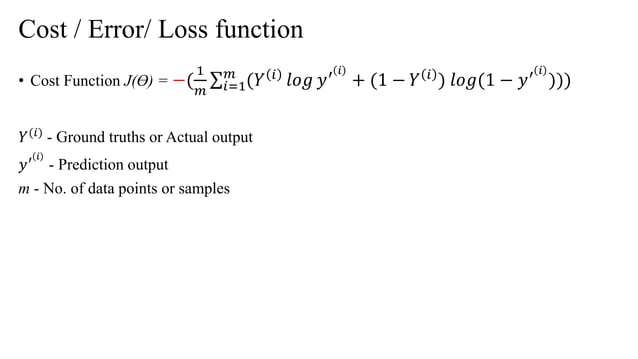 Cost / Error/ Loss function
• Cost Function J(Θ) = −(1/m ∑ᵢ₌₁ᵐ(Y⁽ⁱ⁾ log y′⁽ⁱ⁾ + (1 − Y⁽ⁱ⁾) log(1 − y′⁽ⁱ⁾)))
Y⁽ⁱ⁾ - Ground truths or Actual output
y′⁽ⁱ⁾ - Prediction output
m - No. of data points or samples